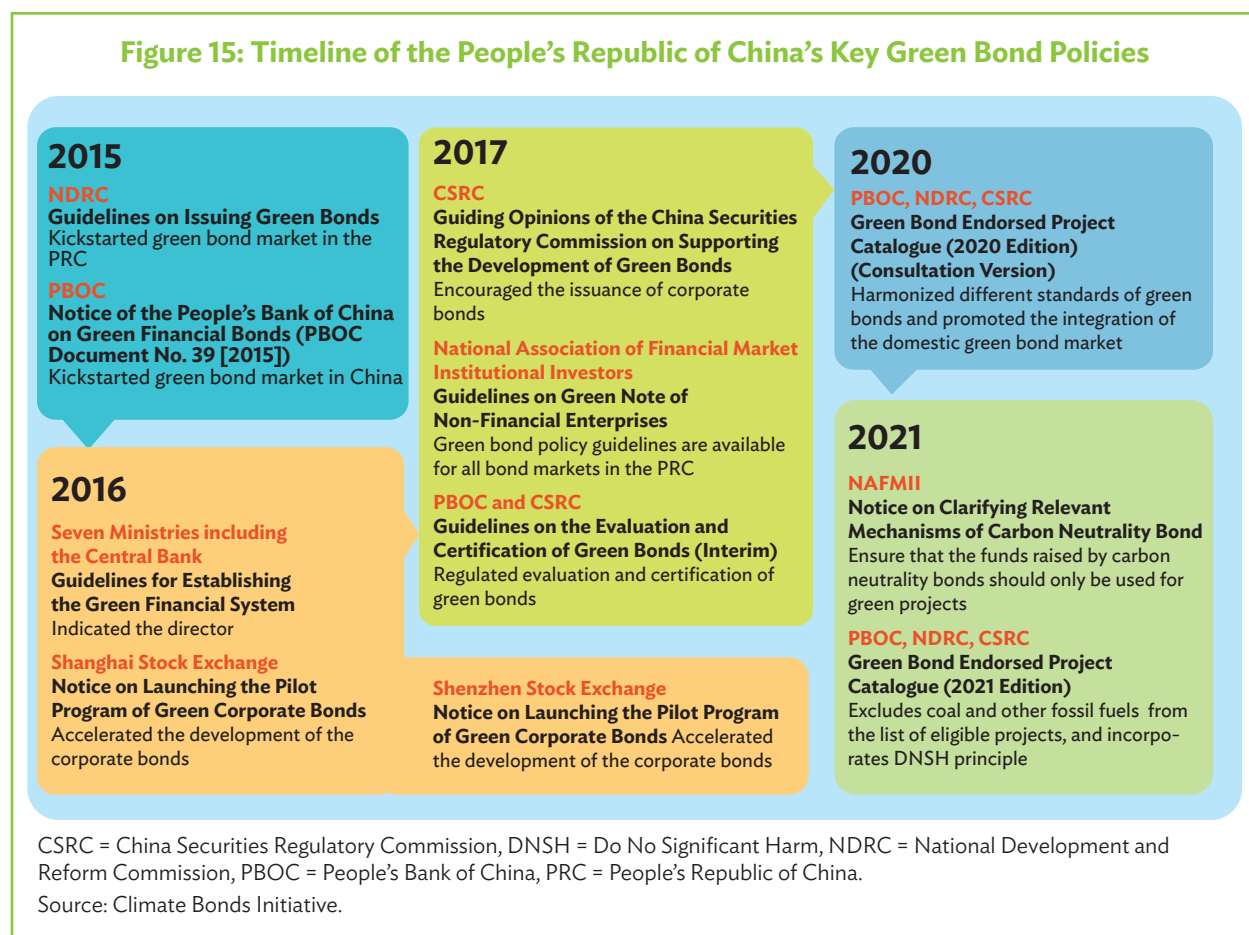 Figure 15: Timeline of the People's Republic of China's Key Green Bond Policies
2015
NDRC
Guidelines on Issuing Green Bonds
Kickstarted green bond market in the
PRC
PBOC
Notice of the People's Bank of China
on Green Financial Bonds (PBOC
Document No. 39 [2015])
Kickstarted green bond market in China
2016
Seven Ministries including
the Central Bank
Guidelines for Establishing
the Green Financial System
Indicated the director
Shanghai Stock Exchange
Notice on Launching the Pilot
Program of Green Corporate Bonds
Accelerated the development of the
corporate bonds
Shenzhen Stock Exchange
Notice on Launching the Pilot Program
of Green Corporate Bonds Accelerated
the development of the corporate bonds
2017
CSRC
Guiding Opinions of the China Securities
Regulatory Commission on Supporting
the Development of Green Bonds
Encouraged the issuance of corporate
bonds
National Association of Financial Market
Institutional Investors
Guidelines on Green Note of
Non-Financial Enterprises
Green bond policy guidelines are available
for all bond markets in the PRC
PBOC and CSRC
Guidelines on the Evaluation and
Certification of Green Bonds (Interim)
Regulated evaluation and certification of
green bonds
2020
PBOC, NDRC, CSRC
Green Bond Endorsed Project
Catalogue (2020 Edition)
(Consultation Version)
Harmonized different standards of green
bonds and promoted the integration of
the domestic green bond market
2021
NAFMII
Notice on Clarifying Relevant
Mechanisms of Carbon Neutrality Bond
Ensure that the funds raised by carbon
neutrality bonds should only be used for
green projects
PBOC, NDRC, CSRC
Green Bond Endorsed Project
Catalogue (2021 Edition)
Excludes coal and other fossil fuels from
the list of eligible projects, and incorpo-
rates DNSH principle
CSRC = China Securities Regulatory Commission, DNSH = Do No Significant Harm, NDRC = National Development and
Reform Commission, PBOC = People's Bank of China, PRC = People's Republic of China.
Source: Climate Bonds Initiative.